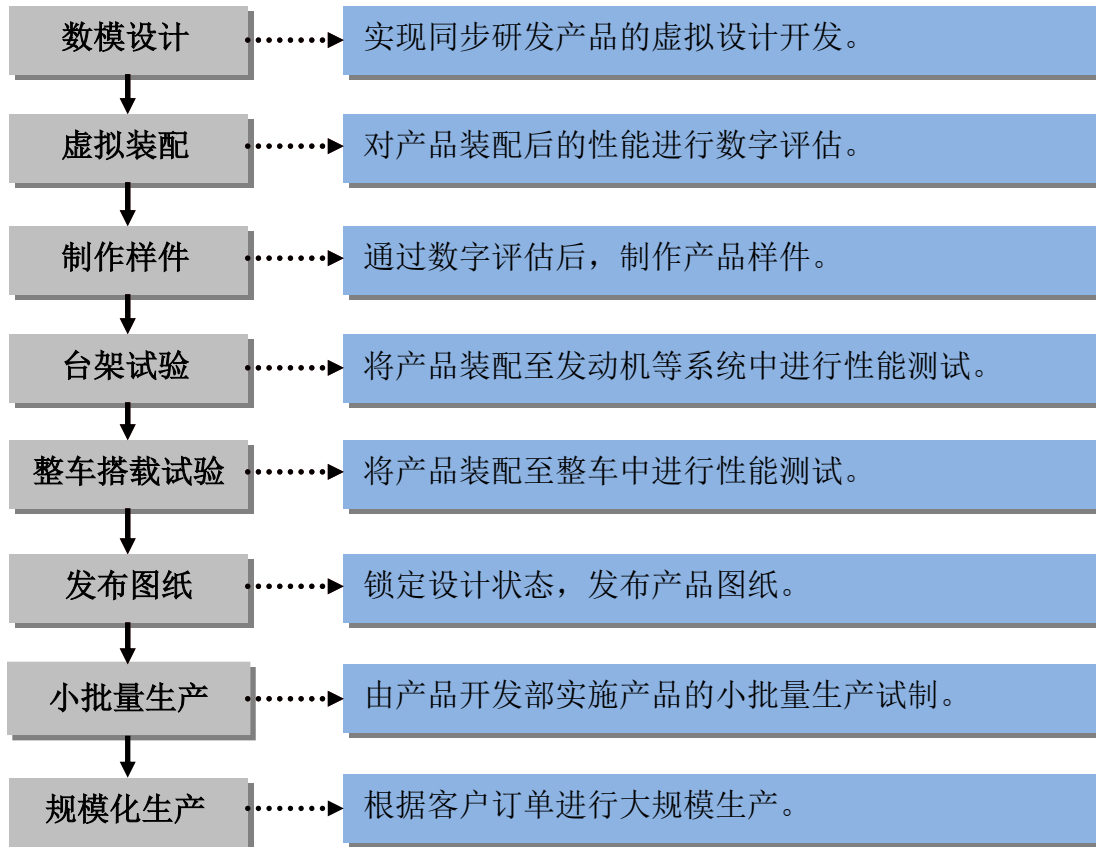 数模设计
实现同步研发产品的虚拟设计开发。
虚拟装配
对产品装配后的性能进行数字评估。
制作样件
通过数字评估后，制作产品样件。
台架试验
将产品装配至发动机等系统中进行性能测试。
整车搭载试验
将产品装配至整车中进行性能测试。
发布图纸
锁定设计状态，发布产品图纸。
小批量生产
由产品开发部实施产品的小批量生产试制。
规模化生产
根据客户订单进行大规模生产。